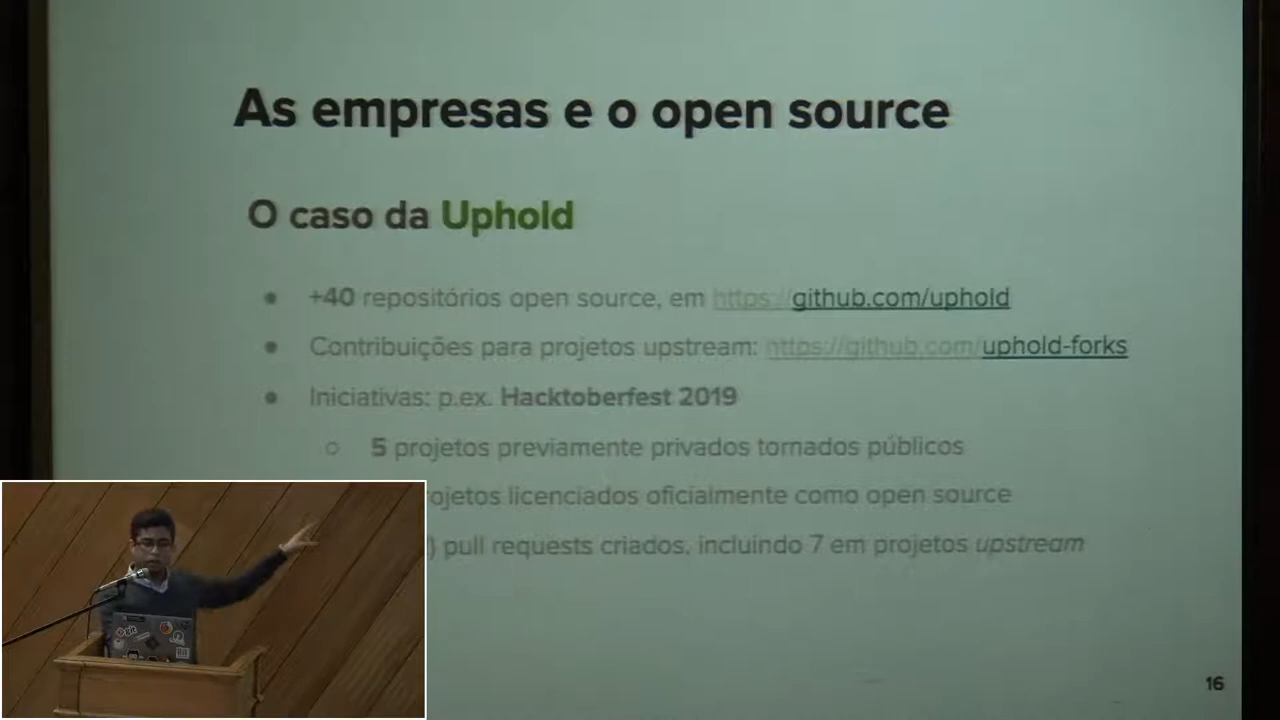 As empresas e o open source
O caso da Uphold
+40 repositórios open source, em https://github.com/uphold
Contribuições para projetos upstream: https://github.com/uphold-forks
Iniciativas: p.ex. Hacktoberfest 2019
5 projetos previamente privados tornados públicos
rojetos licenciados oficialmente como open source
) pull requests criados, incluindo 7 em projetos upstream
git
16